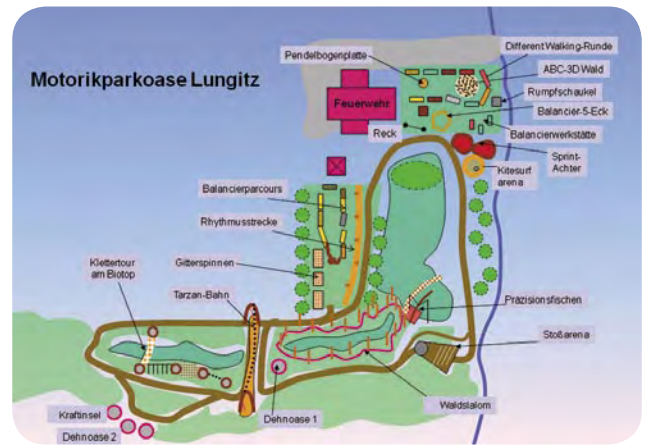 Motorikparkoase Lungitz
Pendelbogenplatte
Different Walking-Runde
ABC-3D Wald
Rumpfschaukel
Feuerwehr
Balancier-5-Eck
Reck
Balancierwerkstätte
Sprint-
Achter
Kitesurf
arena
Balancierparcours
Rhythmusstrecke
Klettertour
am Biotop
Gitterspinnen
Tarzan-Bahn
Präzisionsfischen
Stoßarena
Waldslalom
Dehnoase 1
Kraftinsel
Dehnoase 2